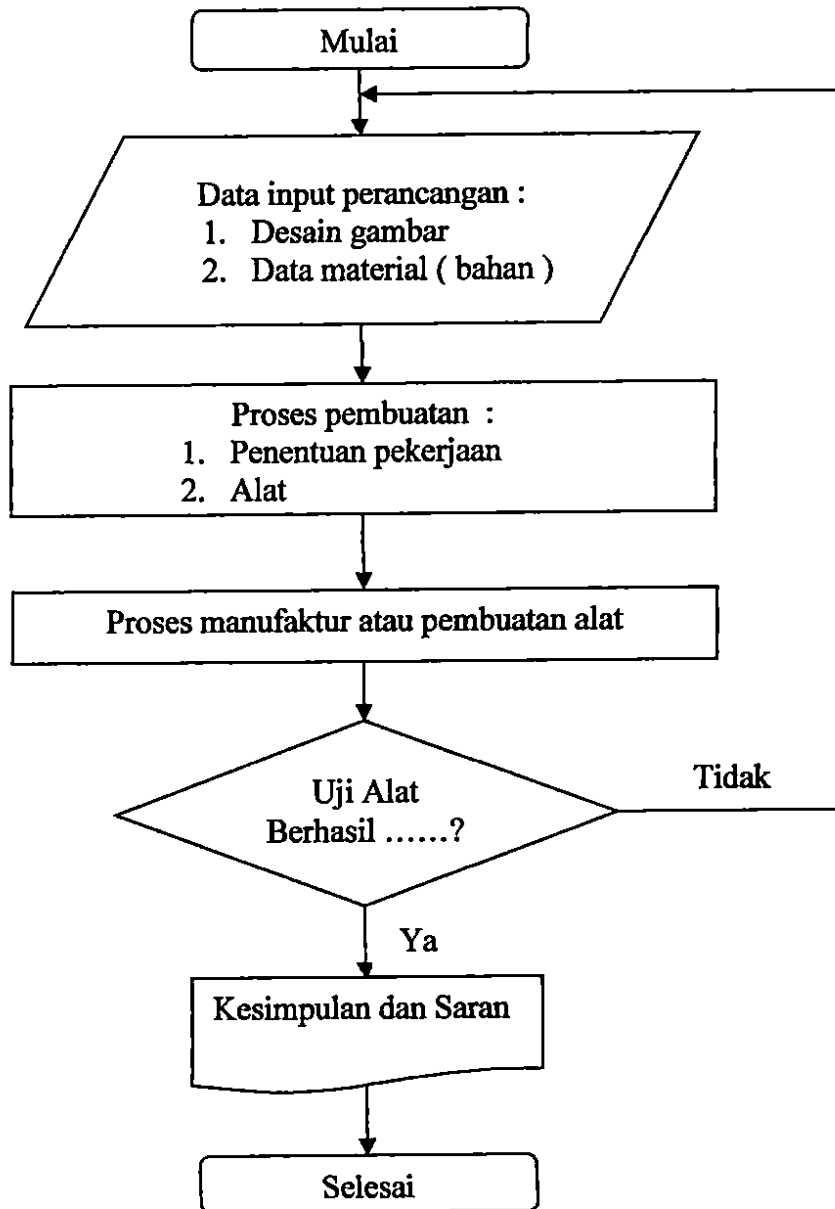 Mulai
Data input perancangan :
1. Desain gambar
2. Data material ( bahan )
Proses pembuatan :
1. Penentuan pekerjaan
2. Alat
Proses manufaktur atau pembuatan alat
Uji Alat
Berhasil ......?
Tidak
Ya
Kesimpulan dan Saran
Selesai